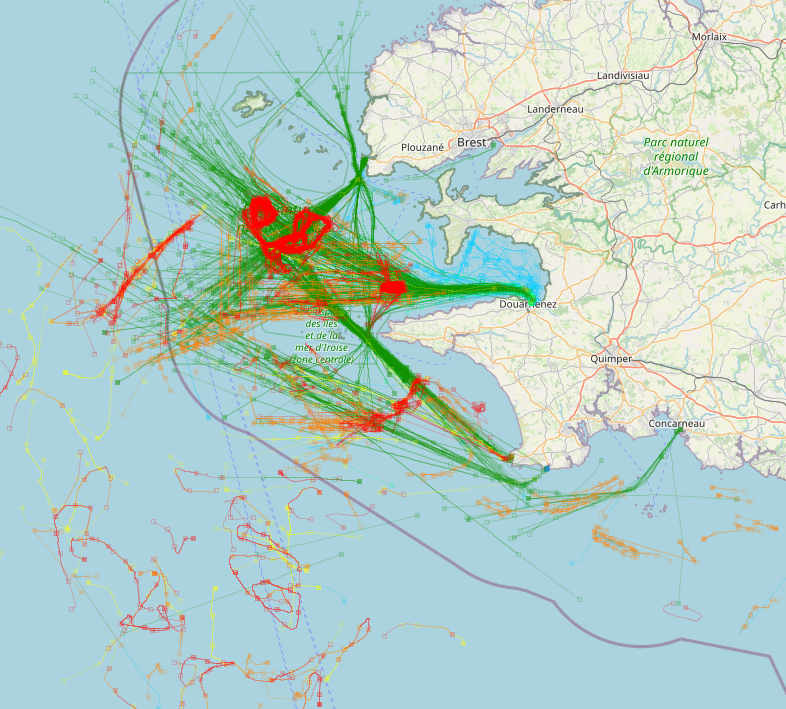 Morlaix
Landivisiau
Landerneau
Plouzané
Brest
Parc naturel
régional
d'Armorique
Carh
Douarnenez
des îles
et de la
mer d'Iroise
(zone centrale)
Quimper
Concarneau